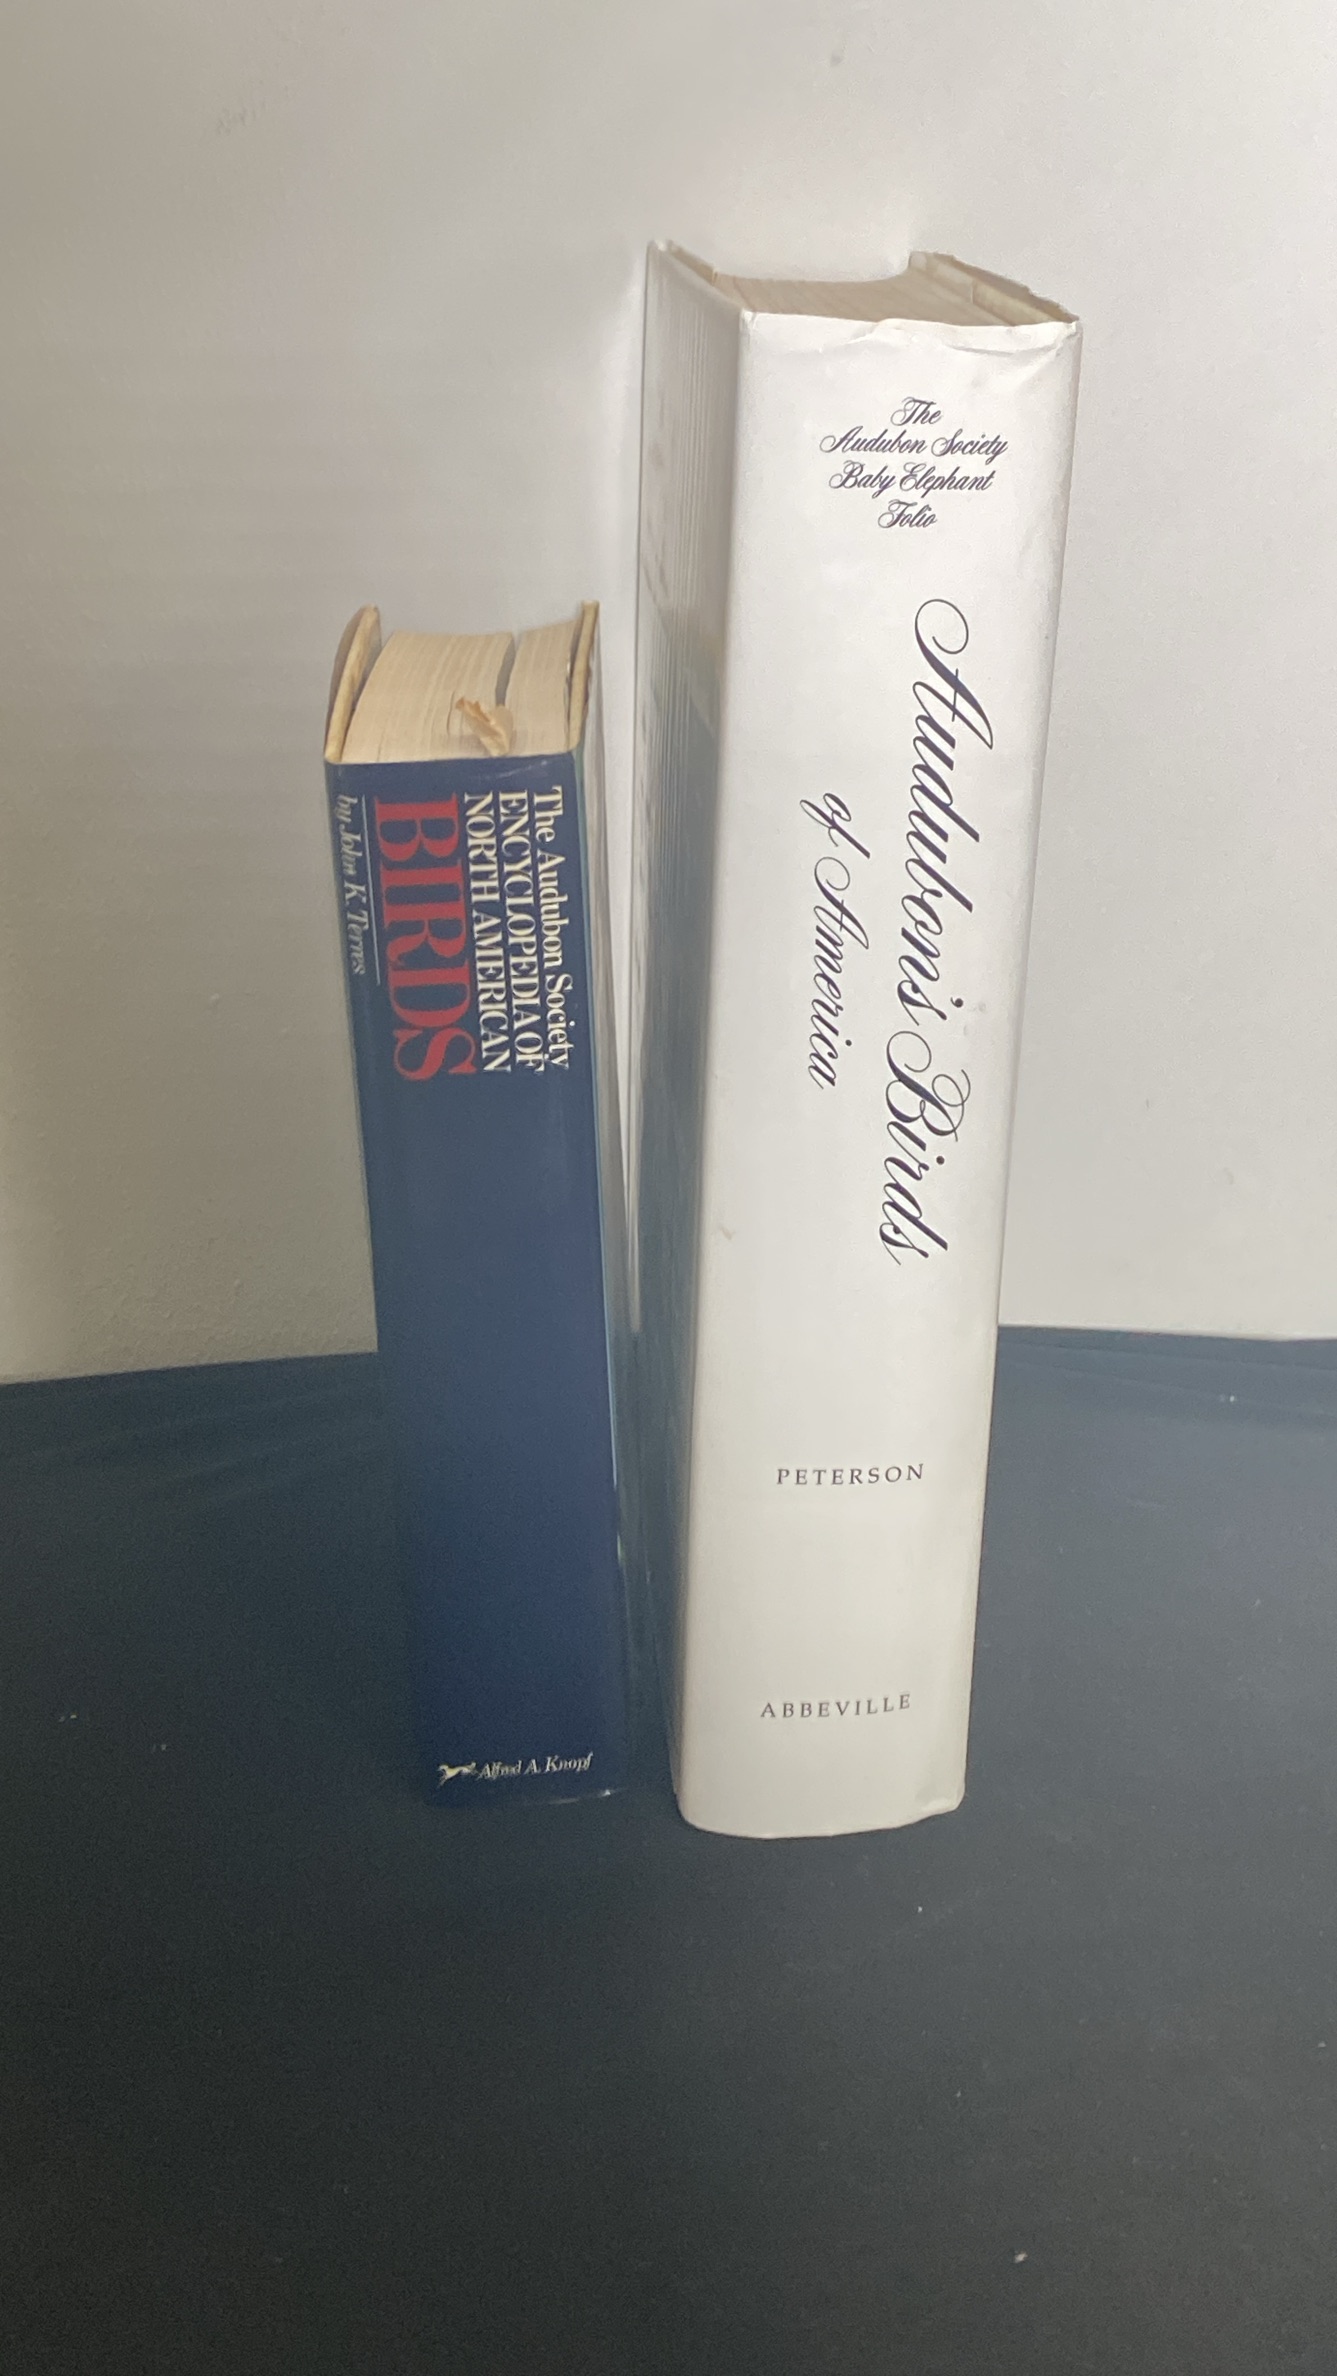 The Audubon Society
ENCYCLOPEDIA OF
NORTH AMERICAN
BIRDS
by John K. Terres
Alfred A. Knopf
The
Audubon Society
Baby Elephant
Folio
Audubon's Birds
of America
PETERSON
ABBEVILLE